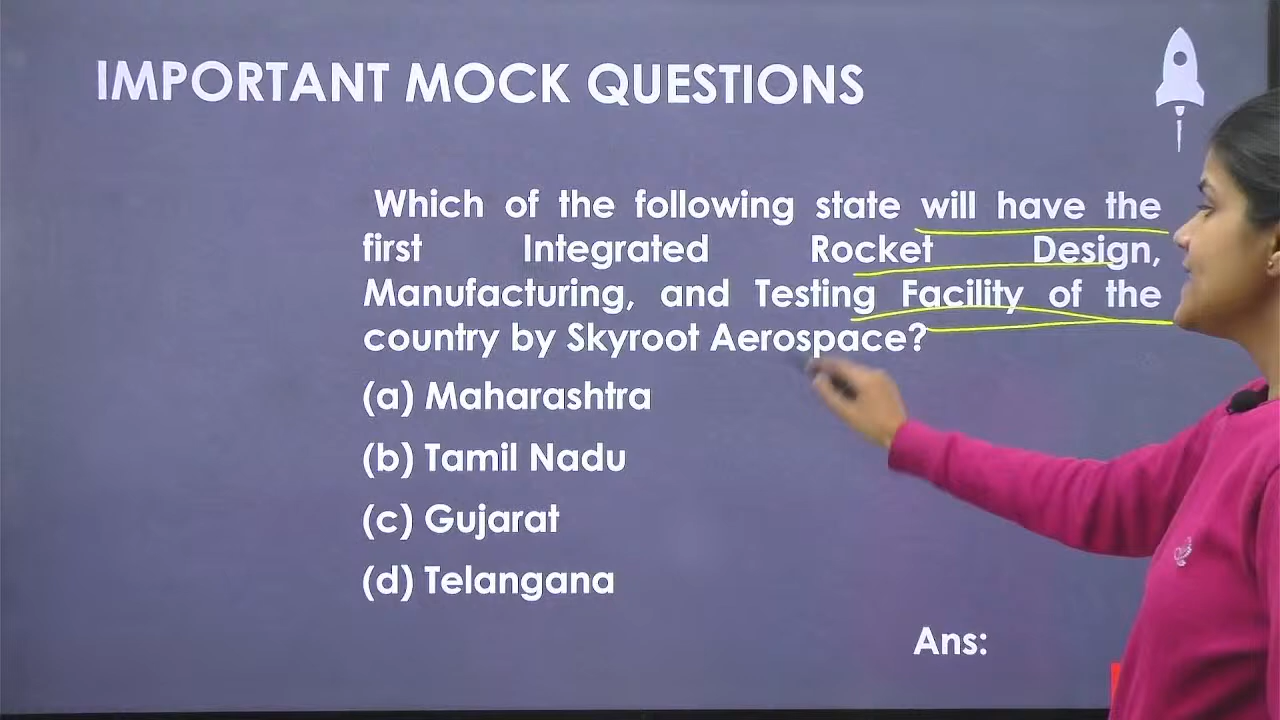 IMPORTANT MOCK QUESTIONS
Which of the following state will have the
first Integrated Rocket Design,
Manufacturing, and Testing Facility of the
country by Skyroot Aerospace?
(a) Maharashtra
(b) Tamil Nadu
(c) Gujarat
(d) Telangana
Ans: